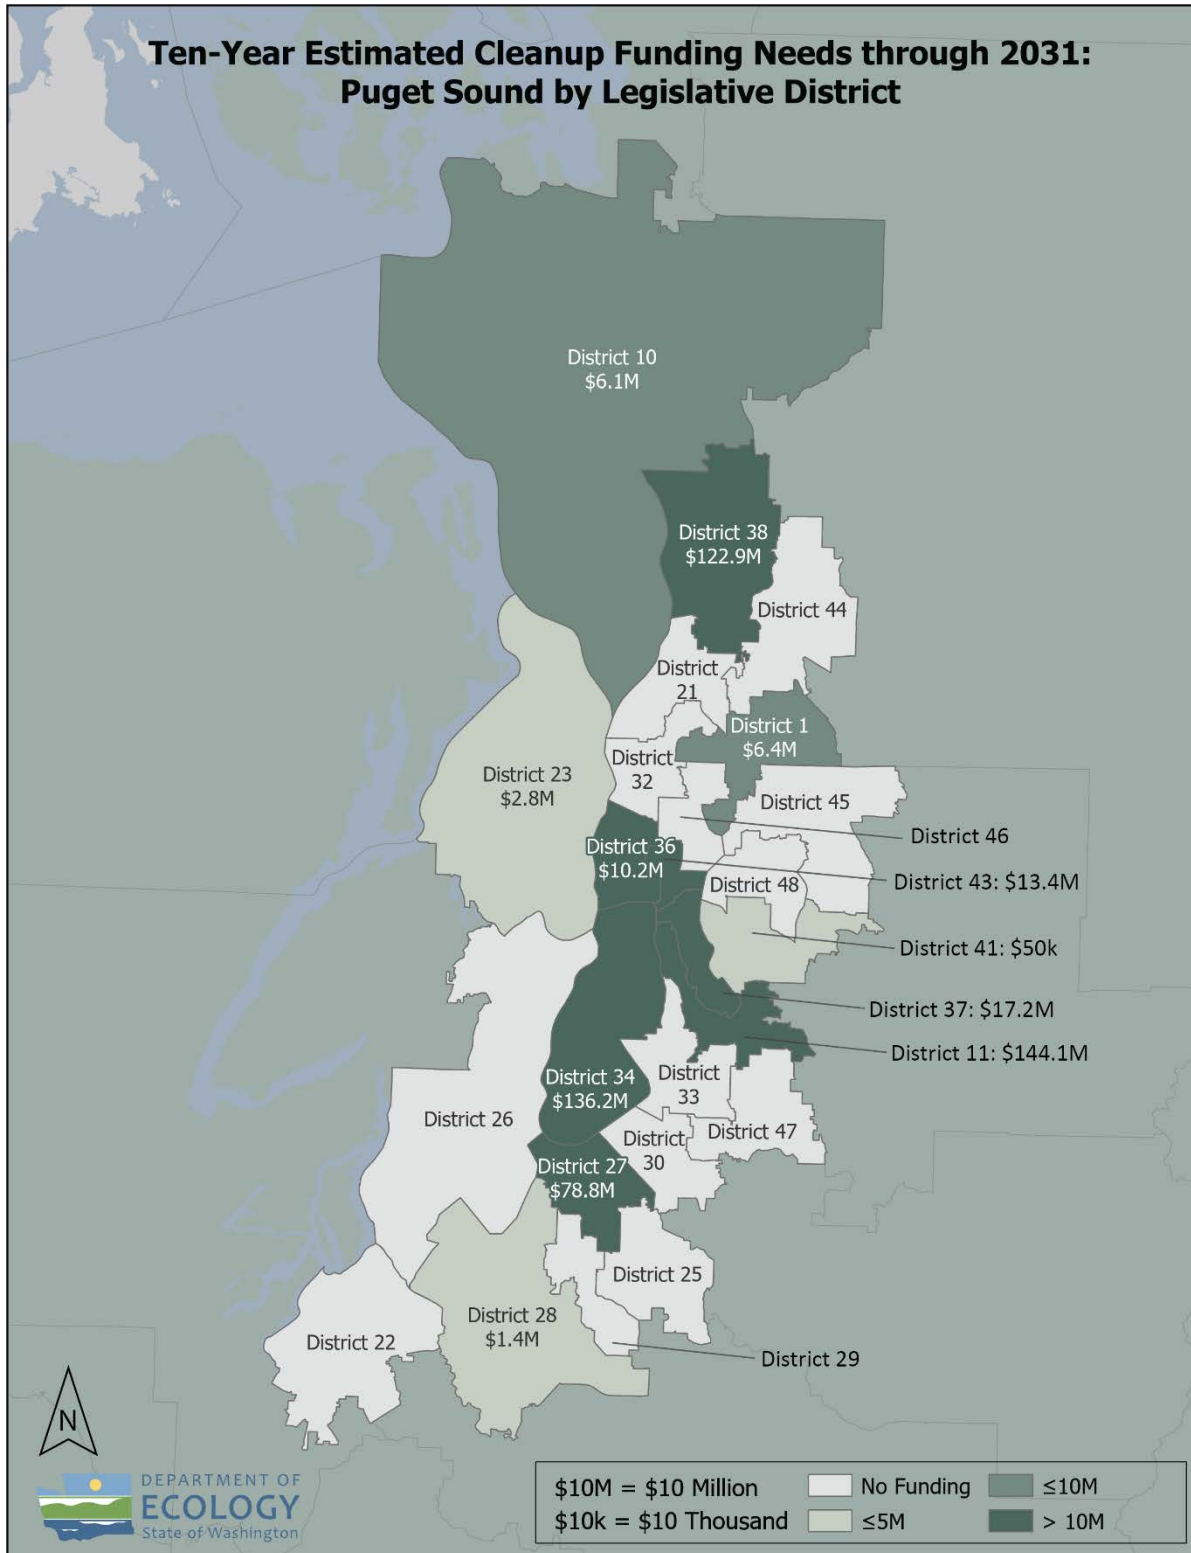 Ten-Year Estimated Cleanup Funding Needs through 2031:
Puget Sound by Legislative District
District 10
$6.1M
District 38
$122.9M
District 44
District
21
District 1
$6.4M
District
32
District 23
$2.8M
District 45
District 46
District 36
$10.2M
District 43: $13.4M
District 48
District 41: $50k
District 37: $17.2M
District 11: $144.1M
District 34
$136.2M
District
33
District 26
District 47
District
30
District 27
$78.8M
District 25
District 28
$1.4M
District 22
District 29
N
DEPARTMENT OF
ECOLOGY
State of Washington
$10M = $10 Million
$10k = $10 Thousand
No Funding
≤10M
≤5M
> 10M